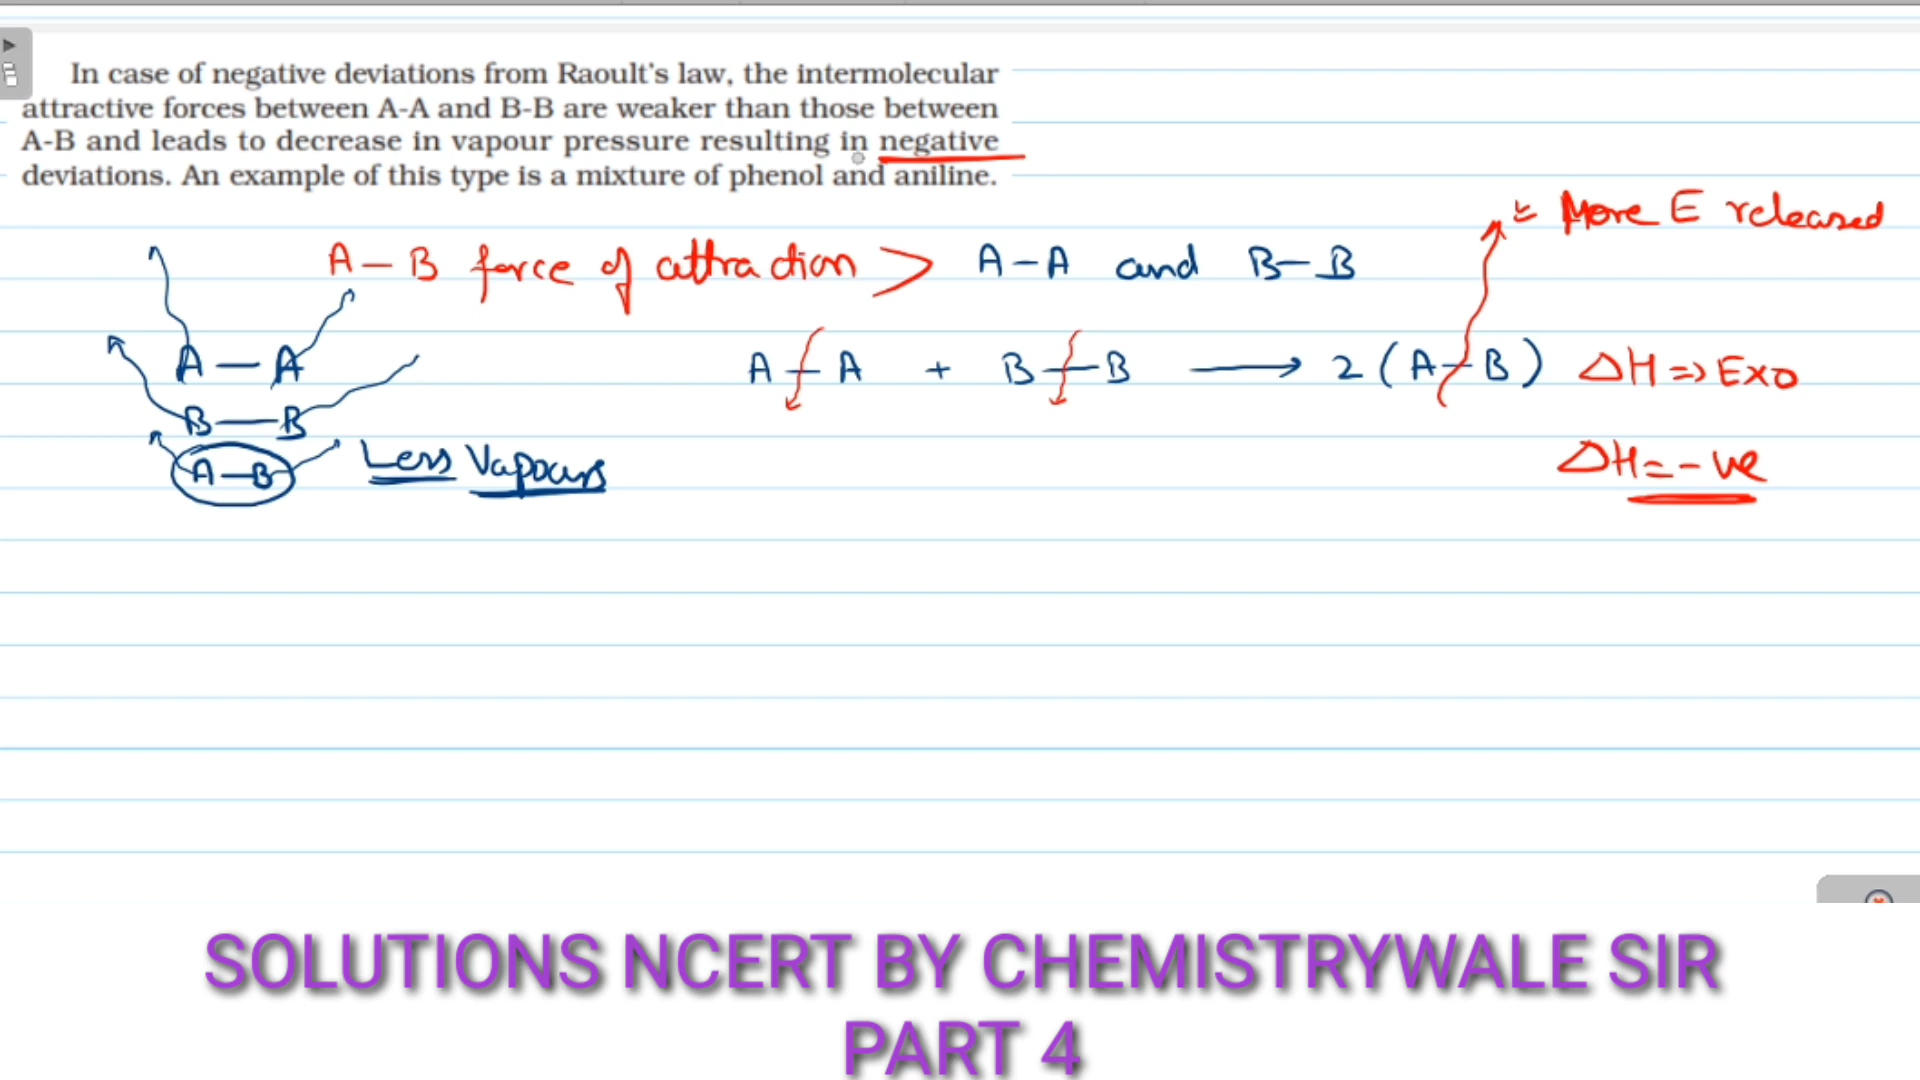 In case of negative deviations from Raoult's law, the intermolecular
attractive forces between A-A and B-B are weaker than those between
A-B and leads to decrease in vapour pressure resulting in negative
deviations. An example of this type is a mixture of phenol and aniline.
More E released
A – B force of attraction > A – A and B – B
A – A
A – A + B – B ⟶ 2 (A – B) ΔH => Exo
B – B
A – B Less Vapours
ΔH = - ve
SOLUTIONS NCERT BY CHEMISTRYWALE SIR
PART 4